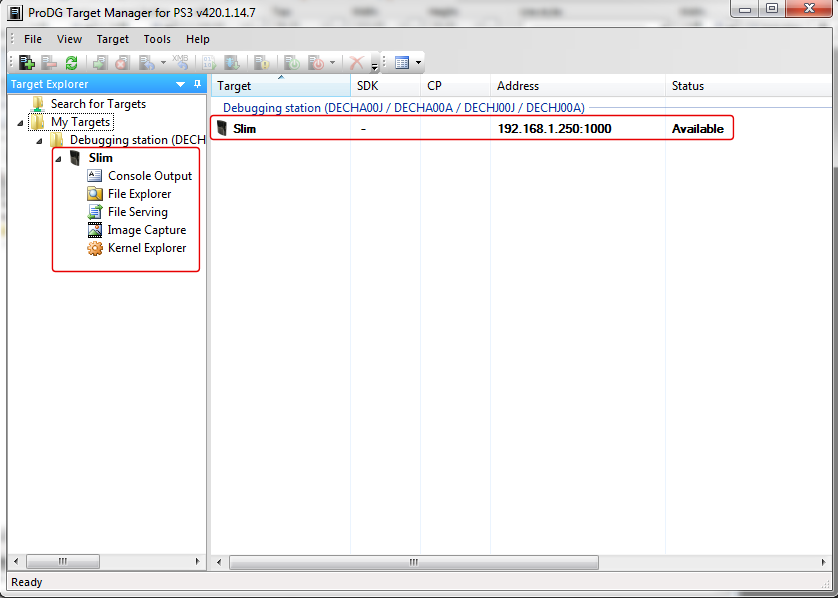 ProDG Target Manager for PS3 v420.1.14.7
File View Target Tools Help
XMB
Target Explorer
Search for Targets
My Targets
Debugging station (DECH
Slim
Console Output
File Explorer
File Serving
Image Capture
Kernel Explorer
Target SDK CP Address Status
Debugging station (DECHA00J / DECHA00A / DECHJ00J / DECHJ00A)
Slim - 192.168.1.250:1000 Available
Ready